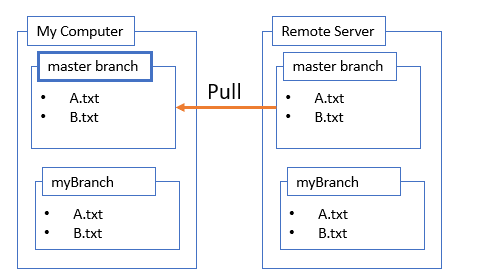 My Computer
master branch
• A.txt
• B.txt
myBranch
• A.txt
• B.txt
Pull
Remote Server
master branch
• A.txt
• B.txt
myBranch
• A.txt
• B.txt